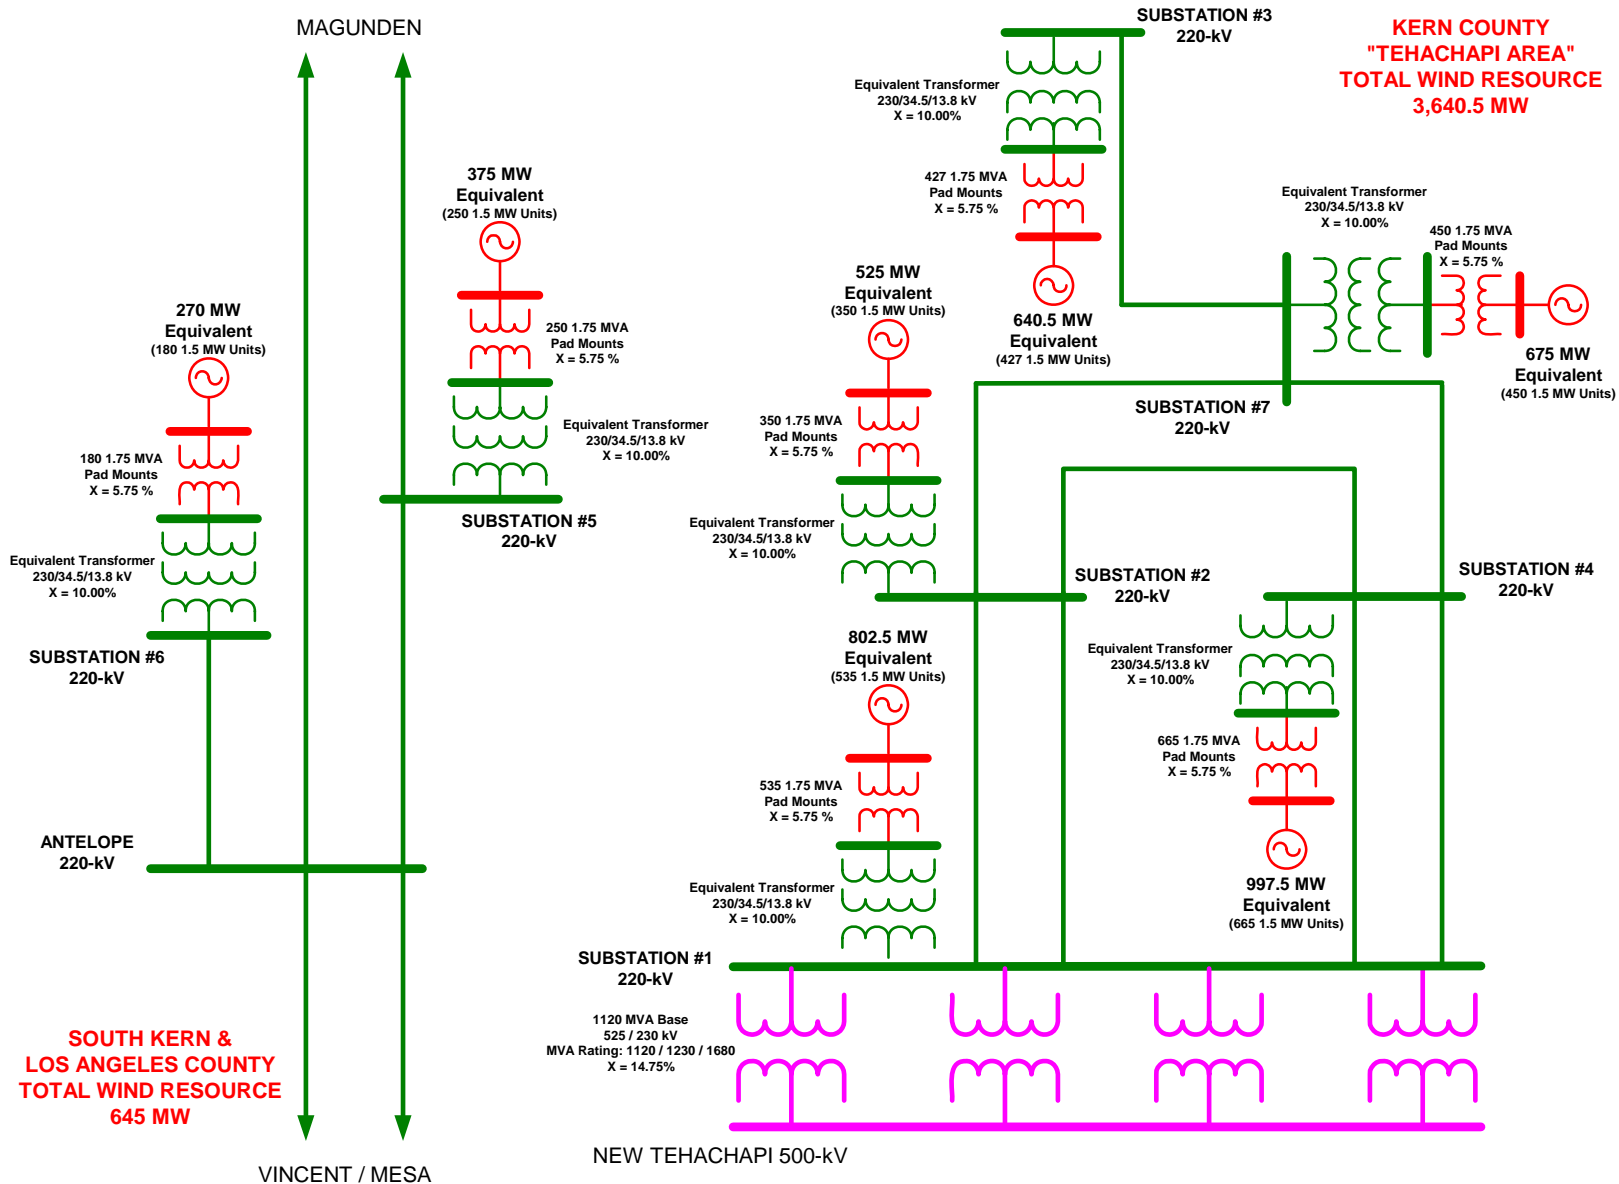 MAGUNDEN
SUBSTATION #3
220-kV
KERN COUNTY
"TEHACHAPI AREA"
TOTAL WIND RESOURCE
3,640.5 MW
Equivalent Transformer
230/34.5/13.8 kV
X = 10.00%
427 1.75 MVA
Pad Mounts
X = 5.75 %
640.5 MW
Equivalent
(427 1.5 MW Units)
Equivalent Transformer
230/34.5/13.8 kV
X = 10.00%
450 1.75 MVA
Pad Mounts
X = 5.75 %
675 MW
Equivalent
(450 1.5 MW Units)
SUBSTATION #7
220-kV
375 MW
Equivalent
(250 1.5 MW Units)
250 1.75 MVA
Pad Mounts
X = 5.75 %
Equivalent Transformer
230/34.5/13.8 kV
X = 10.00%
SUBSTATION #5
220-kV
270 MW
Equivalent
(180 1.5 MW Units)
180 1.75 MVA
Pad Mounts
X = 5.75 %
Equivalent Transformer
230/34.5/13.8 kV
X = 10.00%
SUBSTATION #6
220-kV
525 MW
Equivalent
(350 1.5 MW Units)
350 1.75 MVA
Pad Mounts
X = 5.75 %
Equivalent Transformer
230/34.5/13.8 kV
X = 10.00%
SUBSTATION #2
220-kV
SUBSTATION #4
220-kV
Equivalent Transformer
230/34.5/13.8 kV
X = 10.00%
665 1.75 MVA
Pad Mounts
X = 5.75 %
997.5 MW
Equivalent
(665 1.5 MW Units)
802.5 MW
Equivalent
(535 1.5 MW Units)
535 1.75 MVA
Pad Mounts
X = 5.75 %
Equivalent Transformer
230/34.5/13.8 kV
X = 10.00%
SUBSTATION #1
220-kV
ANTELOPE
220-kV
1120 MVA Base
525 / 230 kV
MVA Rating: 1120 / 1230 / 1680
X = 14.75%
SOUTH KERN &
LOS ANGELES COUNTY
TOTAL WIND RESOURCE
645 MW
NEW TEHACHAPI 500-kV
VINCENT / MESA